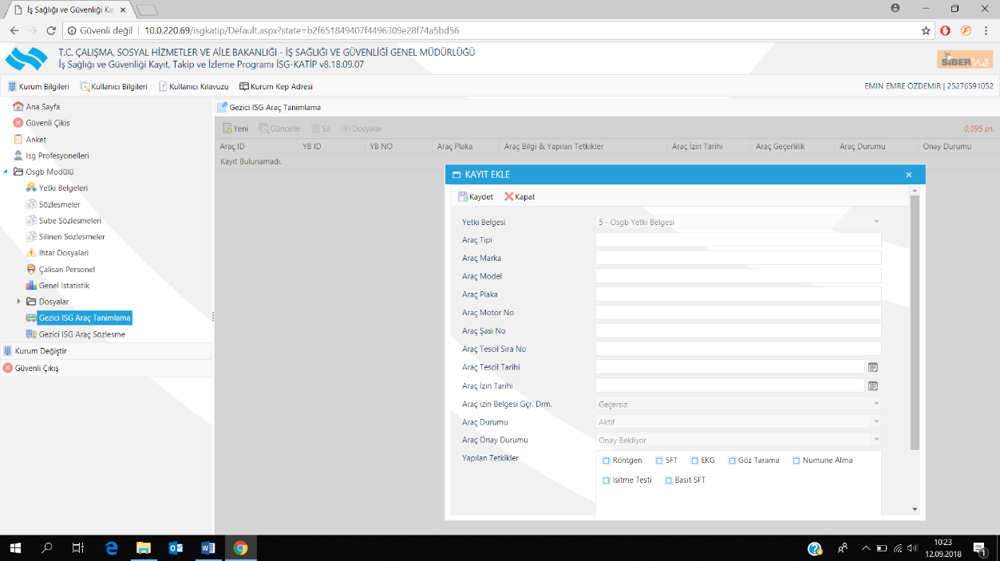 İş Sağlığı ve Güvenliği Ka
Güvenli değil | 10.0.220.69/isgkatip/Default.aspx?state=b2f651849407f4496309e28f74a5bd56
T.C. ÇALIŞMA, SOSYAL HİZMETLER VE AİLE BAKANLIĞI - İŞ SAĞLIĞI VE GÜVENLİĞİ GENEL MÜDÜRLÜĞÜ
İş Sağlığı ve Güvenliği Kayıt, Takip ve İzleme Programı İSG-KATİP v8.18.09.07
SİBERNS
Kurum Bilgileri Kullanıcı Bilgileri Kullanıcı Kılavuzu Kurum Kep Adresi
EMIN EMRE ÖZDEMIR | 25276591052
Ana Sayfa
Güvenli Çikis
Anket
Isg Profesyonelleri
Osgb Modülü
Yetki Belgeleri
Sözlesmeler
Sube Sözlesmeleri
Silinen Sözlesmeler
Ihtar Dosyalari
Çalisan Personel
Genel Istatistik
Dosyalar
Gezici ISG Araç Tanimlama
Gezici ISG Araç Sözlesme
Kurum Değiştir
Güvenli Çıkış
Gezici ISG Araç Tanimlama
Yeni Güncelle Sil Dosyalar
0,095 sn.
Araç ID YB ID YB NO Araç Plaka Araç Bilgi & Yapılan Tetkikler Araç İzin Tarihi Araç Geçerlilik Araç Durumu Onay Durumu
Kayıt Bulunamadı.
KAYIT EKLE
Kaydet Kapat
Yetki Belgesi 5 - Osgb Yetki Belgesi
Araç Tipi
Araç Marka
Araç Model
Araç Plaka
Araç Motor No
Araç Şasi No
Araç Tescil Sıra No
Araç Tescil Tarihi
Araç İzin Tarihi
Araç izin Belgesi Gçr. Drm. Geçersiz
Araç Durumu Aktif
Araç Onay Durumu Onay Bekliyor
Yapılan Tetkikler Röntgen SFT EKG Göz Tarama Numune Alma
Isitme Testi Basit SFT
10:23
12.09.2018
1